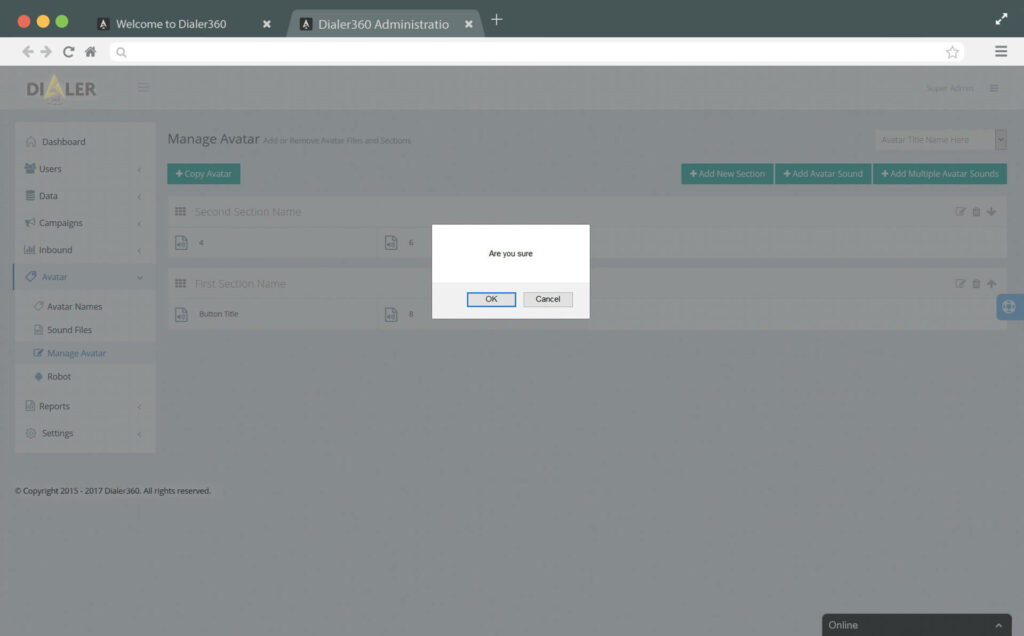 Welcome to Dialer360
Dialer360 Administratio
DIALER
Super Admin
Dashboard
Users
Data
Campaigns
Inbound
Avatar
Avatar Names
Sound Files
Manage Avatar
Robot
Reports
Settings
Manage Avatar Add or Remove Avatar Files and Sections
Avatar Title Name Here
Copy Avatar
Add New Section
Add Avatar Sound
Add Multiple Avatar Sounds
Second Section Name
4
6
First Section Name
Button Title
8
Are you sure
OK
Cancel
© Copyright 2015 - 2017 Dialer360. All rights reserved.
Online